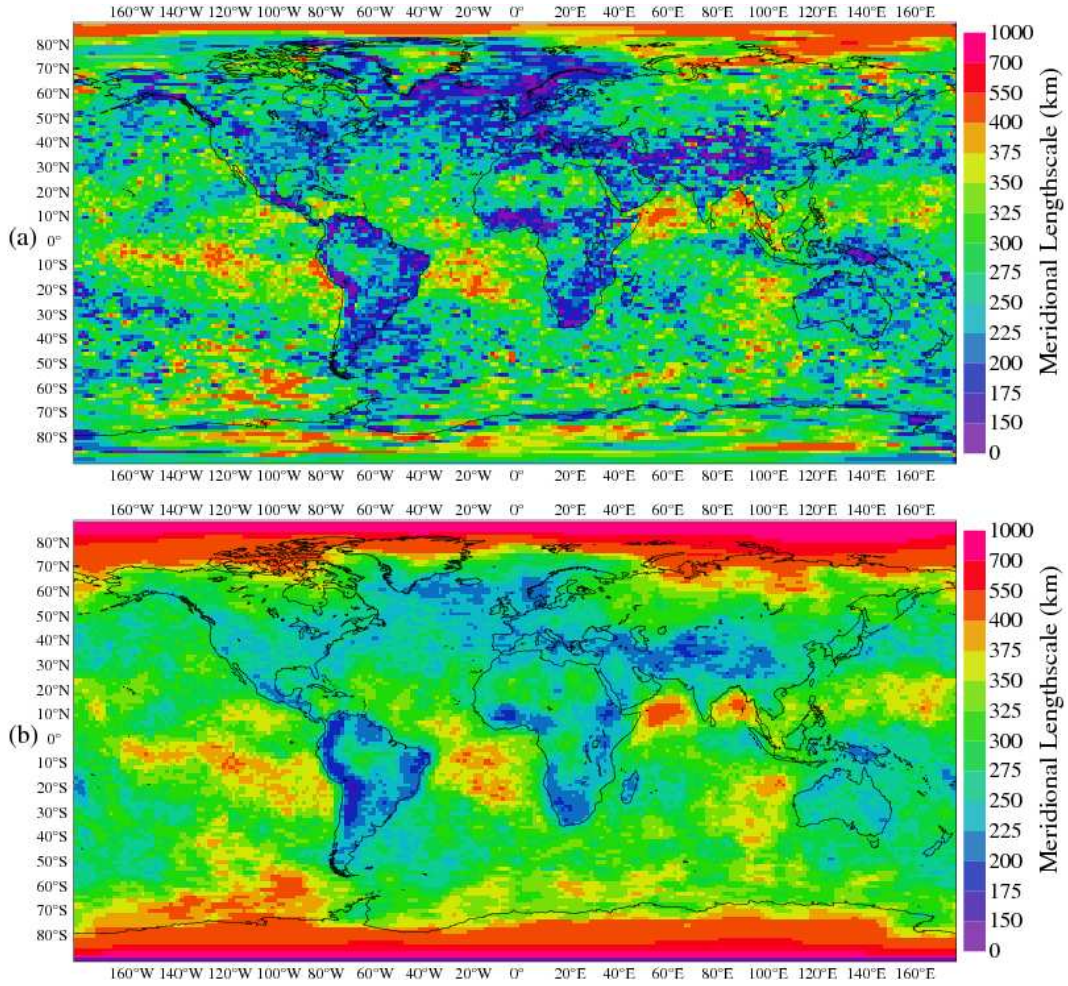 160°W 140°W 120°W 100°W 80°W 60°W 40°W 20°W 0° 20°E 40°E 60°E 80°E 100°E 120°E 140°E 160°E
80°N
70°N
60°N
50°N
40°N
30°N
20°N
10°N
(a)
0°
10°S
20°S
30°S
40°S
50°S
60°S
70°S
80°S
160°W 140°W 120°W 100°W 80°W 60°W 40°W 20°W 0° 20°E 40°E 60°E 80°E 100°E 120°E 140°E 160°E
1000
700
550
400
375
350
325
300
275
250
225
200
175
150
0
Meridional Lengthscale (km)
160°W 140°W 120°W 100°W 80°W 60°W 40°W 20°W 0° 20°E 40°E 60°E 80°E 100°E 120°E 140°E 160°E
80°N
70°N
60°N
50°N
40°N
30°N
20°N
10°N
(b)
0°
10°S
20°S
30°S
40°S
50°S
60°S
70°S
80°S
160°W 140°W 120°W 100°W 80°W 60°W 40°W 20°W 0° 20°E 40°E 60°E 80°E 100°E 120°E 140°E 160°E
1000
700
550
400
375
350
325
300
275
250
225
200
175
150
0
Meridional Lengthscale (km)